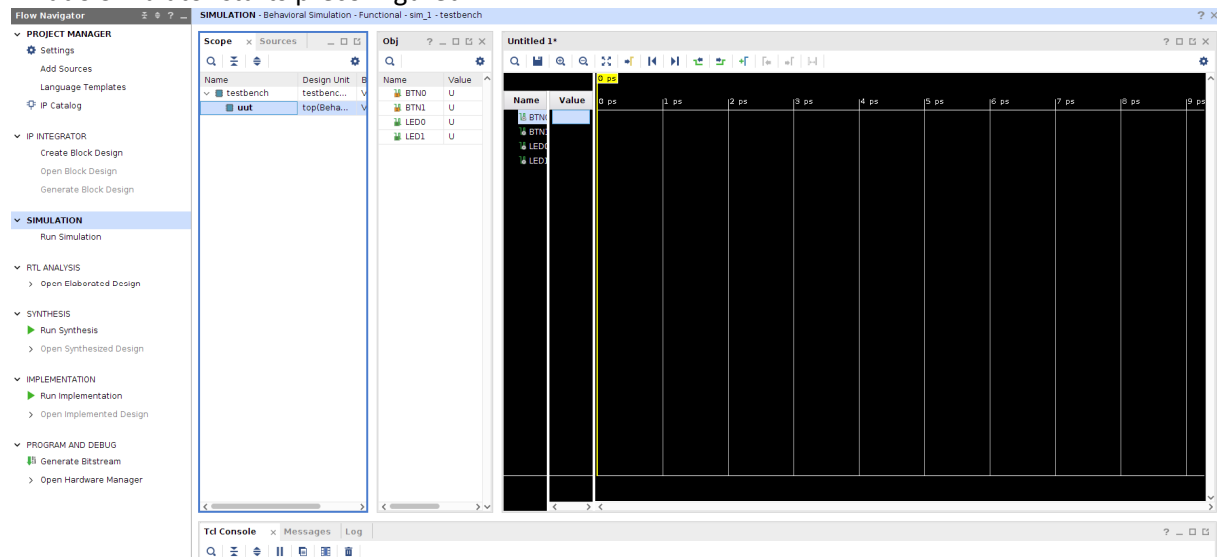 Flow Navigator
SIMULATION - Behavioral Simulation - Functional - sim_1 - testbench
PROJECT MANAGER
Settings
Add Sources
Language Templates
IP Catalog
IP INTEGRATOR
Create Block Design
Open Block Design
Generate Block Design
SIMULATION
Run Simulation
RTL ANALYSIS
Open Elaborated Design
SYNTHESIS
Run Synthesis
Open Synthesized Design
IMPLEMENTATION
Run Implementation
Open Implemented Design
PROGRAM AND DEBUG
Generate Bitstream
Open Hardware Manager
Scope Sources
Name Design Unit B
testbench testbenc... V
uut top(Beha... V
Obj
Name Value
BTN0 U
BTN1 U
LED0 U
LED1 U
Untitled 1*
0 ps
Name Value
0 ps 1 ps 2 ps 3 ps 4 ps 5 ps 6 ps 7 ps 8 ps 9 ps
BTN0
BTN1
LED0
LED1
Tcl Console Messages Log